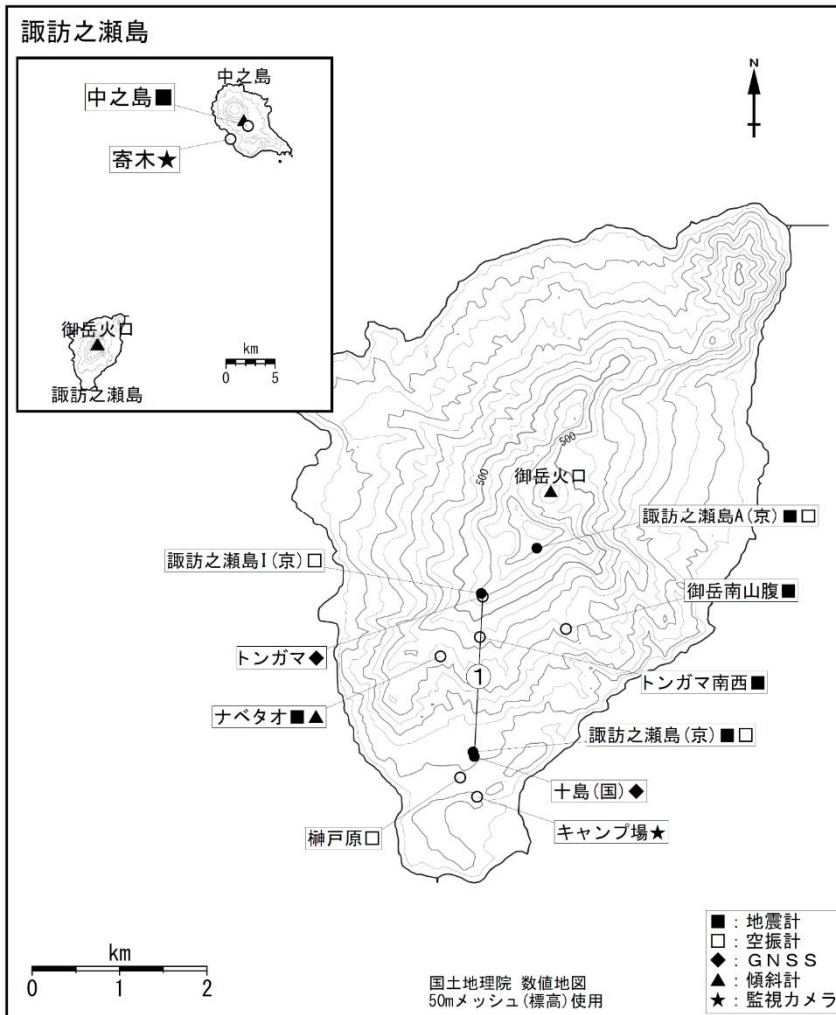 諏訪之瀬島
中之島
中之島■
寄木★
御岳火口
諏訪之瀬島
km
0 5
N
500
500
御岳火口
諏訪之瀬島A(京)■□
諏訪之瀬島I(京)□
御岳南山腹■
トンガマ◆
トンガマ南西■
①
ナベタオ■▲
諏訪之瀬島(京)■□
十島(国)◆
榊戸原□
キャンプ場★
km
0 1 2
国土地理院 数値地図
50mメッシュ(標高)使用
■:地震計
□:空振計
◆:GNSS
▲:傾斜計
★:監視カメラ